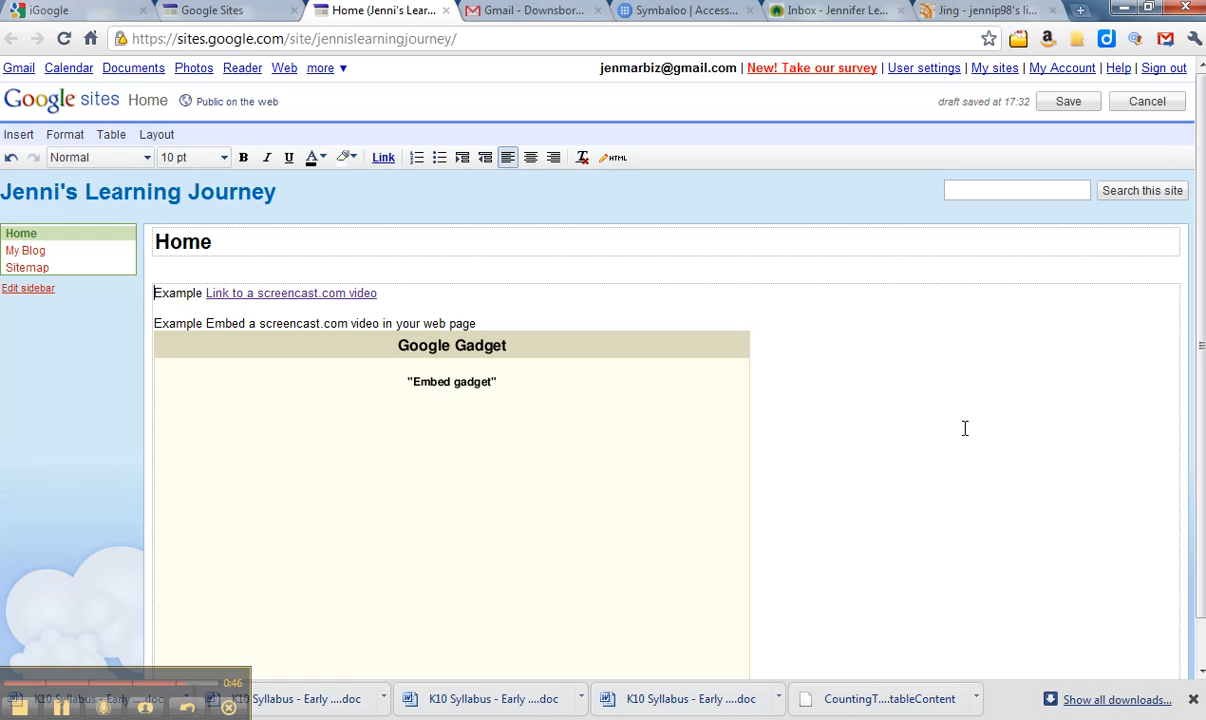 iGoogle
Google Sites
Home (Jenni's Lear...
Gmail - Downsbor...
Symbaloo | Access...
Inbox - Jennifer Le...
Jing - jennip98's li...
https://sites.google.com/site/jennislearningjourney/
Gmail Calendar Documents Photos Reader Web more ▼
jenmarbiz@gmail.com | New! Take our survey | User settings | My sites | My Account | Help | Sign out
Google sites Home Public on the web
draft saved at 17:32 Save Cancel
Insert Format Table Layout
Normal 10 pt B I U A Link HTML
Jenni's Learning Journey
Search this site
Home
My Blog
Sitemap
Edit sidebar
Home
Example Link to a screencast.com video
Example Embed a screencast.com video in your web page
Google Gadget
"Embed gadget"
0:46
K10 Syllabus - Early ....doc
K10 Syllabus - Early ....doc
K10 Syllabus - Early ....doc
K10 Syllabus - Early ....doc
CountingT....tableContent
Show all downloads...